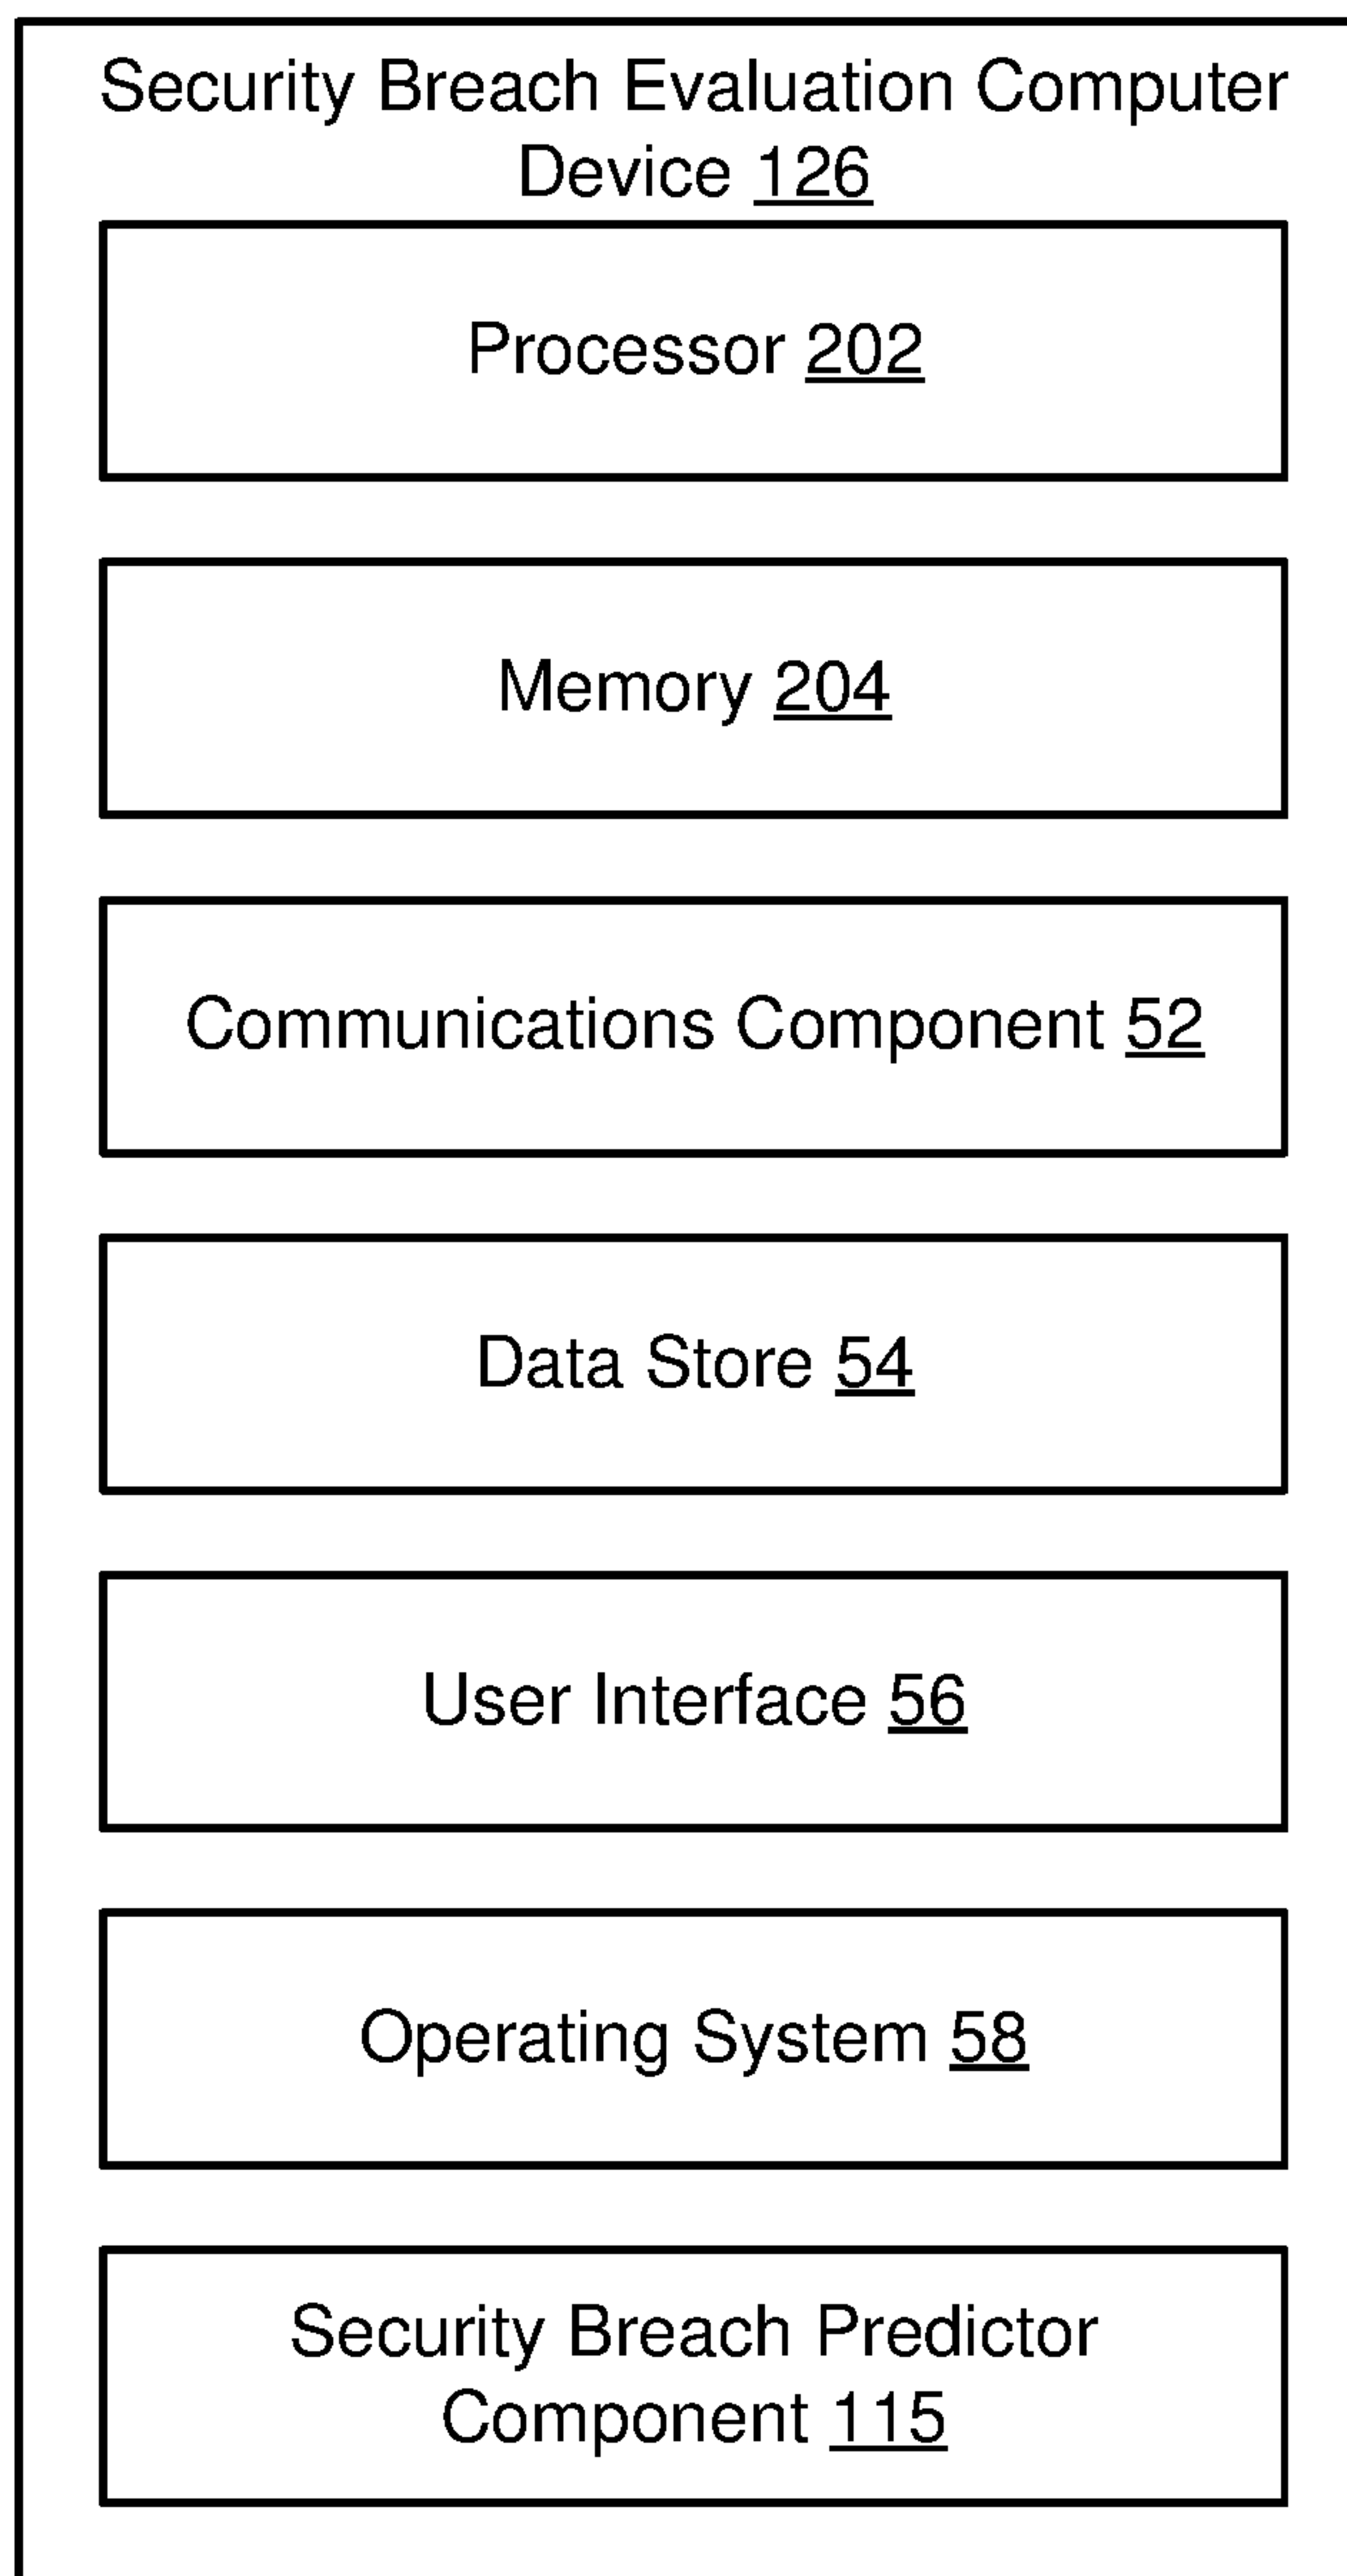 Security Breach Evaluation Computer
Device 126
Processor 202
Memory 204
Communications Component 52
Data Store 54
User Interface 56
Operating System 58
Security Breach Predictor
Component 115